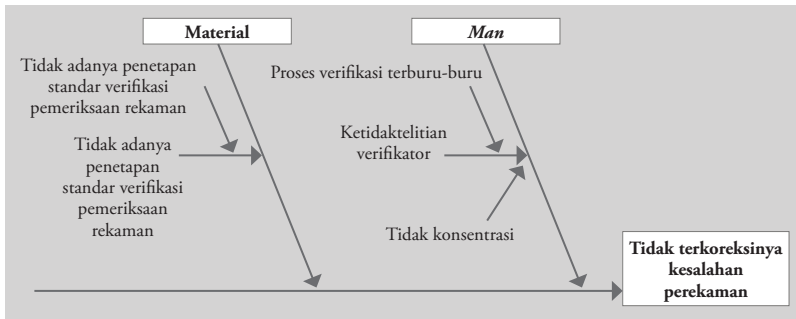 Material
Man
Tidak adanya penetapan
standar verifikasi
pemeriksaan rekaman
Proses verifikasi terburu-buru
Tidak adanya
penetapan
standar verifikasi
pemeriksaan
rekaman
Ketidaktelitian
verifikator
Tidak konsentrasi
Tidak terkoreksinya
kesalahan
perekaman